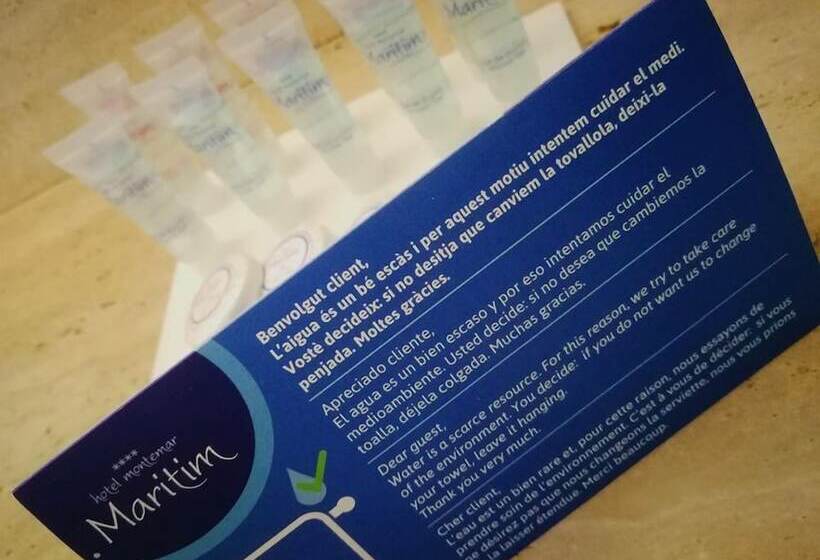 Maritim
Maritim
Maritim
Maritim
Benvolgut client,
L'aigua és un bé escàs i per aquest motiu intentem cuidar el medi.
Vostè decideix: si no desitja que canviem la tovallola, deixi-la
penjada. Moltes gràcies.
Apreciado cliente,
El agua es un bien escaso y por eso intentamos cuidar el
medioambiente. Usted decide: si no desea que cambiemos la
toalla, déjela colgada. Muchas gracias.
Dear guest,
Water is a scarce resource. For this reason, we try to take care
of the environment. You decide: if you do not want us to change
your towel, leave it hanging.
Thank you very much.
Cher client,
L'eau est un bien rare et, pour cette raison, nous essayons de
prendre soin de l'environnement. C'est à vous de décider: si vous
ne désirez pas que nous changeons la serviette, nous vous prions
la laisser étendue. Merci beaucoup.
****
hotel montemar
Maritim